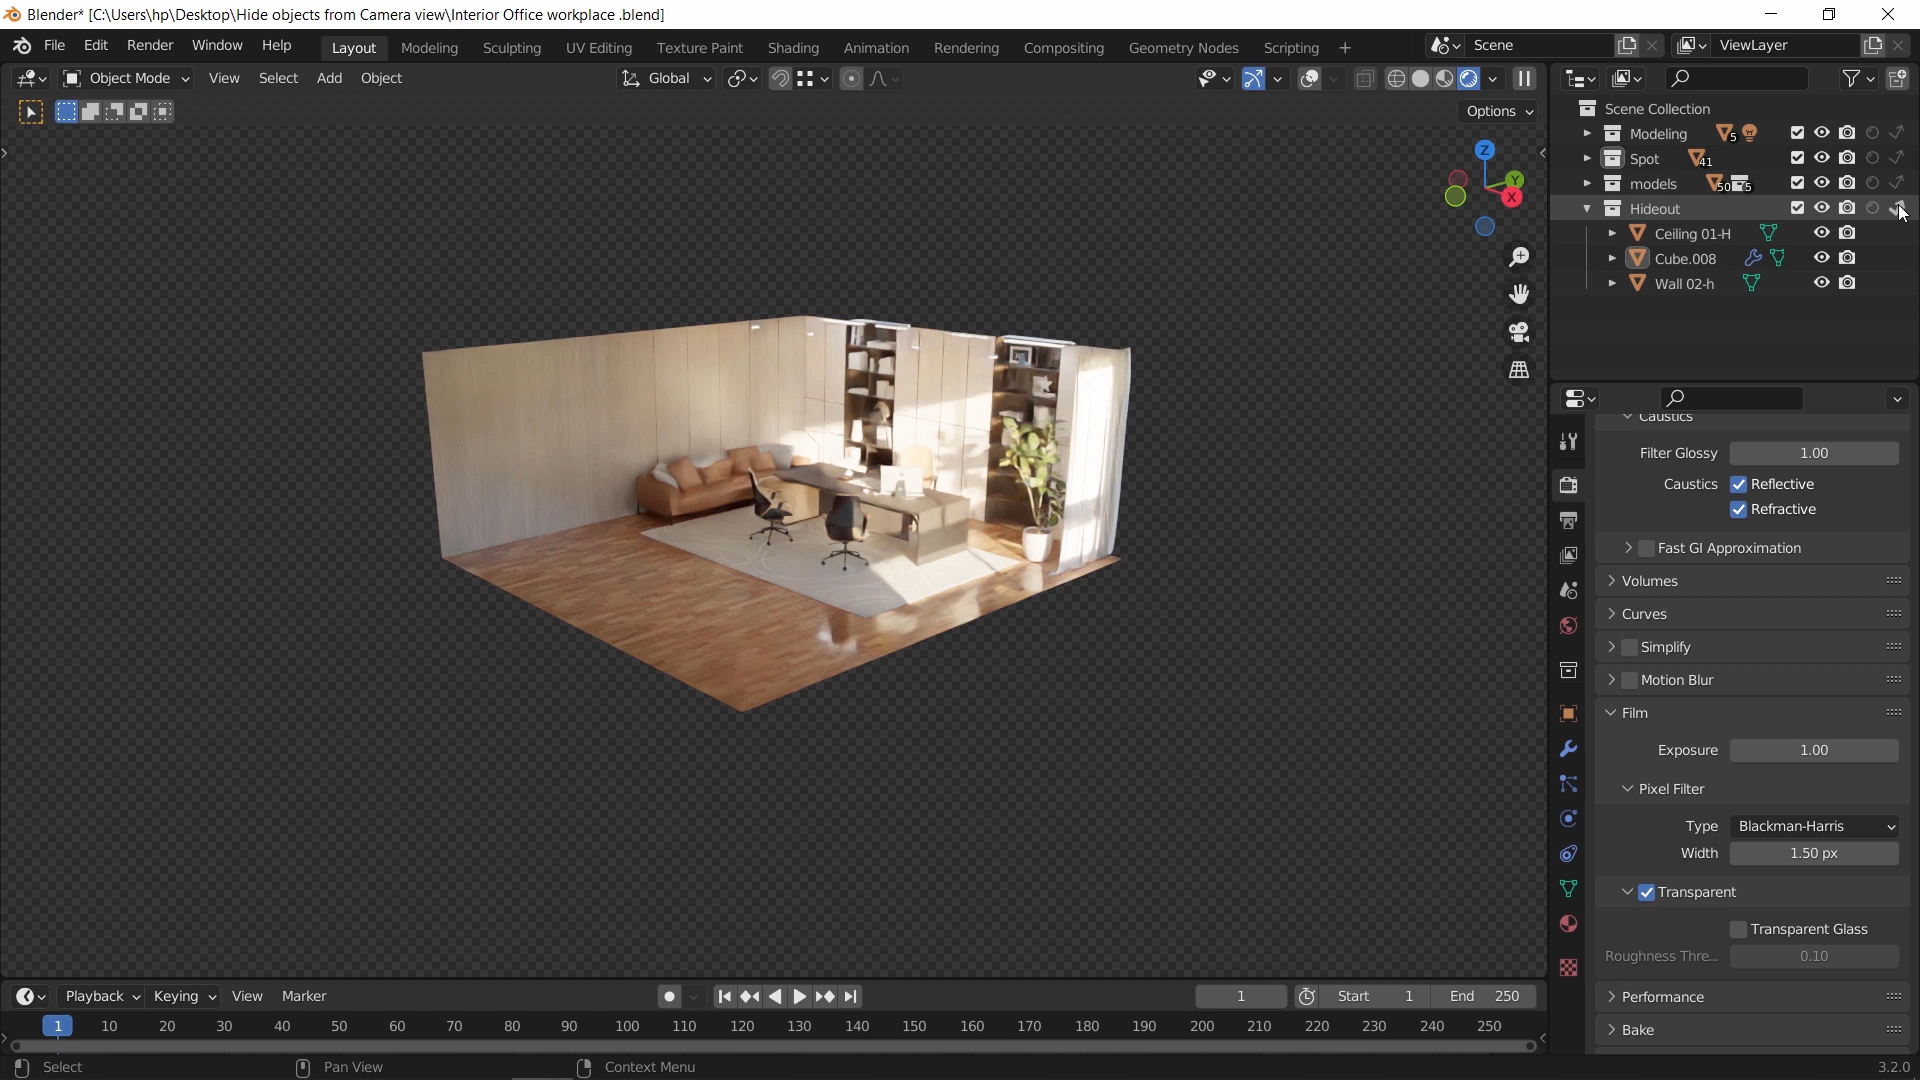 Blender* [C:\Users\hp\Desktop\Hide objects from Camera view\Interior Office workplace .blend]
File Edit Render Window Help Layout Modeling Sculpting UV Editing Texture Paint Shading Animation Rendering Compositing Geometry Nodes Scripting + Scene ViewLayer
Object Mode View Select Add Object Global
Options
Z
Y
X
Scene Collection
Modeling 5
Spot 41
models 50 5
Hideout
Ceiling 01-H
Cube.008
Wall 02-h
Caustics
Filter Glossy 1.00
Caustics Reflective
Refractive
Fast GI Approximation
Volumes
Curves
Simplify
Motion Blur
Film
Exposure 1.00
Pixel Filter
Type Blackman-Harris
Width 1.50 px
Transparent
Transparent Glass
Roughness Thre... 0.10
Performance
Bake
Playback Keying View Marker 1 Start 1 End 250
1 10 20 30 40 50 60 70 80 90 100 110 120 130 140 150 160 170 180 190 200 210 220 230 240 250
Select Pan View Context Menu 3.2.0